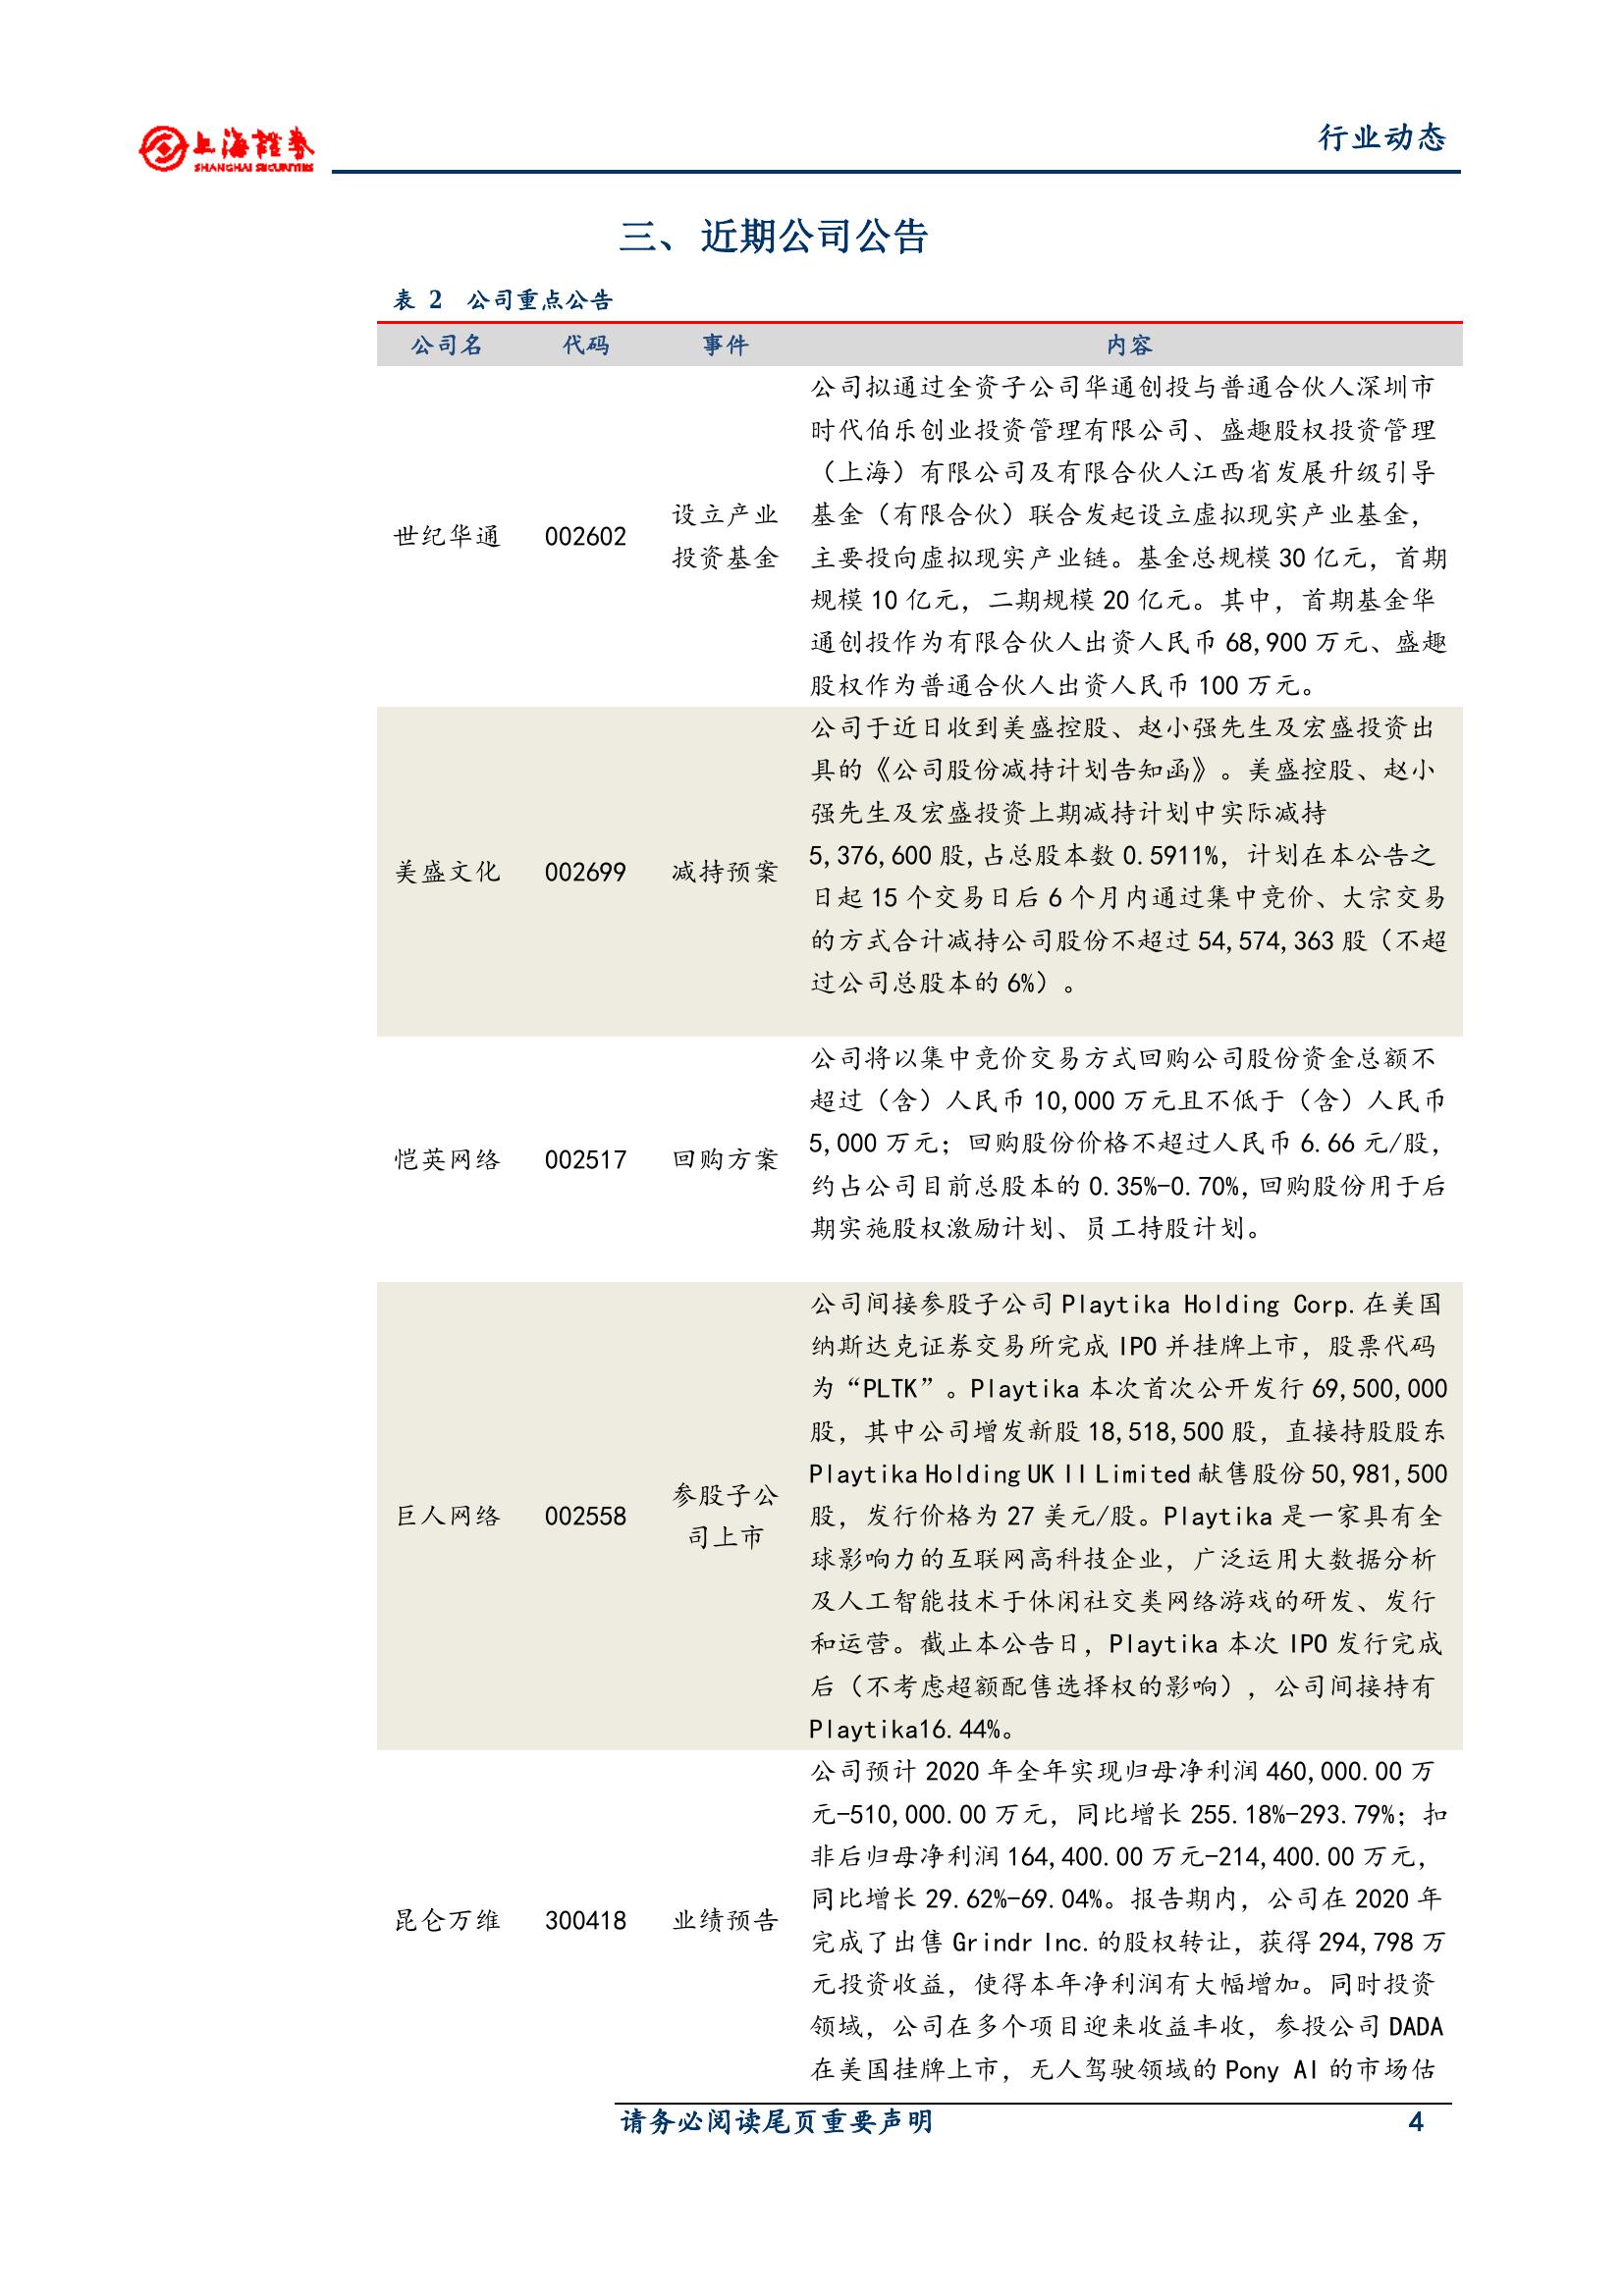 上海證券
SHANGHAI SECURITIES
行业动态
三、近期公司公告
表 2 公司重点公告
公司名 代码 事件 内容
公司拟通过全资子公司华通创投与普通合伙人深圳市
时代伯乐创业投资管理有限公司、盛趣股权投资管理
（上海）有限公司及有限合伙人江西省发展升级引导
基金（有限合伙）联合发起设立虚拟现实产业基金，
主要投向虚拟现实产业链。基金总规模 30 亿元，首期
规模 10 亿元，二期规模 20 亿元。其中，首期基金华
通创投作为有限合伙人出资人民币 68,900 万元、盛趣
股权作为普通合伙人出资人民币 100 万元。
世纪华通 002602
设立产业
投资基金
公司于近日收到美盛控股、赵小强先生及宏盛投资出
具的《公司股份减持计划告知函》。美盛控股、赵小
强先生及宏盛投资上期减持计划中实际减持
5,376,600 股,占总股本数 0.5911%，计划在本公告之
日起 15 个交易日后 6 个月内通过集中竞价、大宗交易
的方式合计减持公司股份不超过 54,574,363 股（不超
过公司总股本的 6%）。
美盛文化 002699 减持预案
公司将以集中竞价交易方式回购公司股份资金总额不
超过（含）人民币 10,000 万元且不低于（含）人民币
5,000 万元；回购股份价格不超过人民币 6.66 元/股，
约占公司目前总股本的 0.35%-0.70%,回购股份用于后
期实施股权激励计划、员工持股计划。
恺英网络 002517 回购方案
公司间接参股子公司 Playtika Holding Corp.在美国
纳斯达克证券交易所完成 IPO 并挂牌上市，股票代码
为“PLTK”。Playtika 本次首次公开发行 69,500,000
股，其中公司增发新股 18,518,500 股，直接持股股东
Playtika Holding UK II Limited 献售股份 50,981,500
股，发行价格为 27 美元/股。Playtika 是一家具有全
球影响力的互联网高科技企业，广泛运用大数据分析
及人工智能技术于休闲社交类网络游戏的研发、发行
和运营。截止本公告日，Playtika 本次 IPO 发行完成
后（不考虑超额配售选择权的影响），公司间接持有
Playtika16.44%。
巨人网络 002558
参股子公
司上市
公司预计 2020 年全年实现归母净利润 460,000.00 万
元-510,000.00 万元，同比增长 255.18%-293.79%；扣
非后归母净利润 164,400.00 万元-214,400.00 万元，
同比增长 29.62%-69.04%。报告期内，公司在 2020 年
完成了出售 Grindr Inc.的股权转让，获得 294,798 万
元投资收益，使得本年净利润有大幅增加。同时投资
领域，公司在多个项目迎来收益丰收，参投公司 DADA
在美国挂牌上市，无人驾驶领域的 Pony AI 的市场估
昆仑万维 300418 业绩预告
请务必阅读尾页重要声明 4